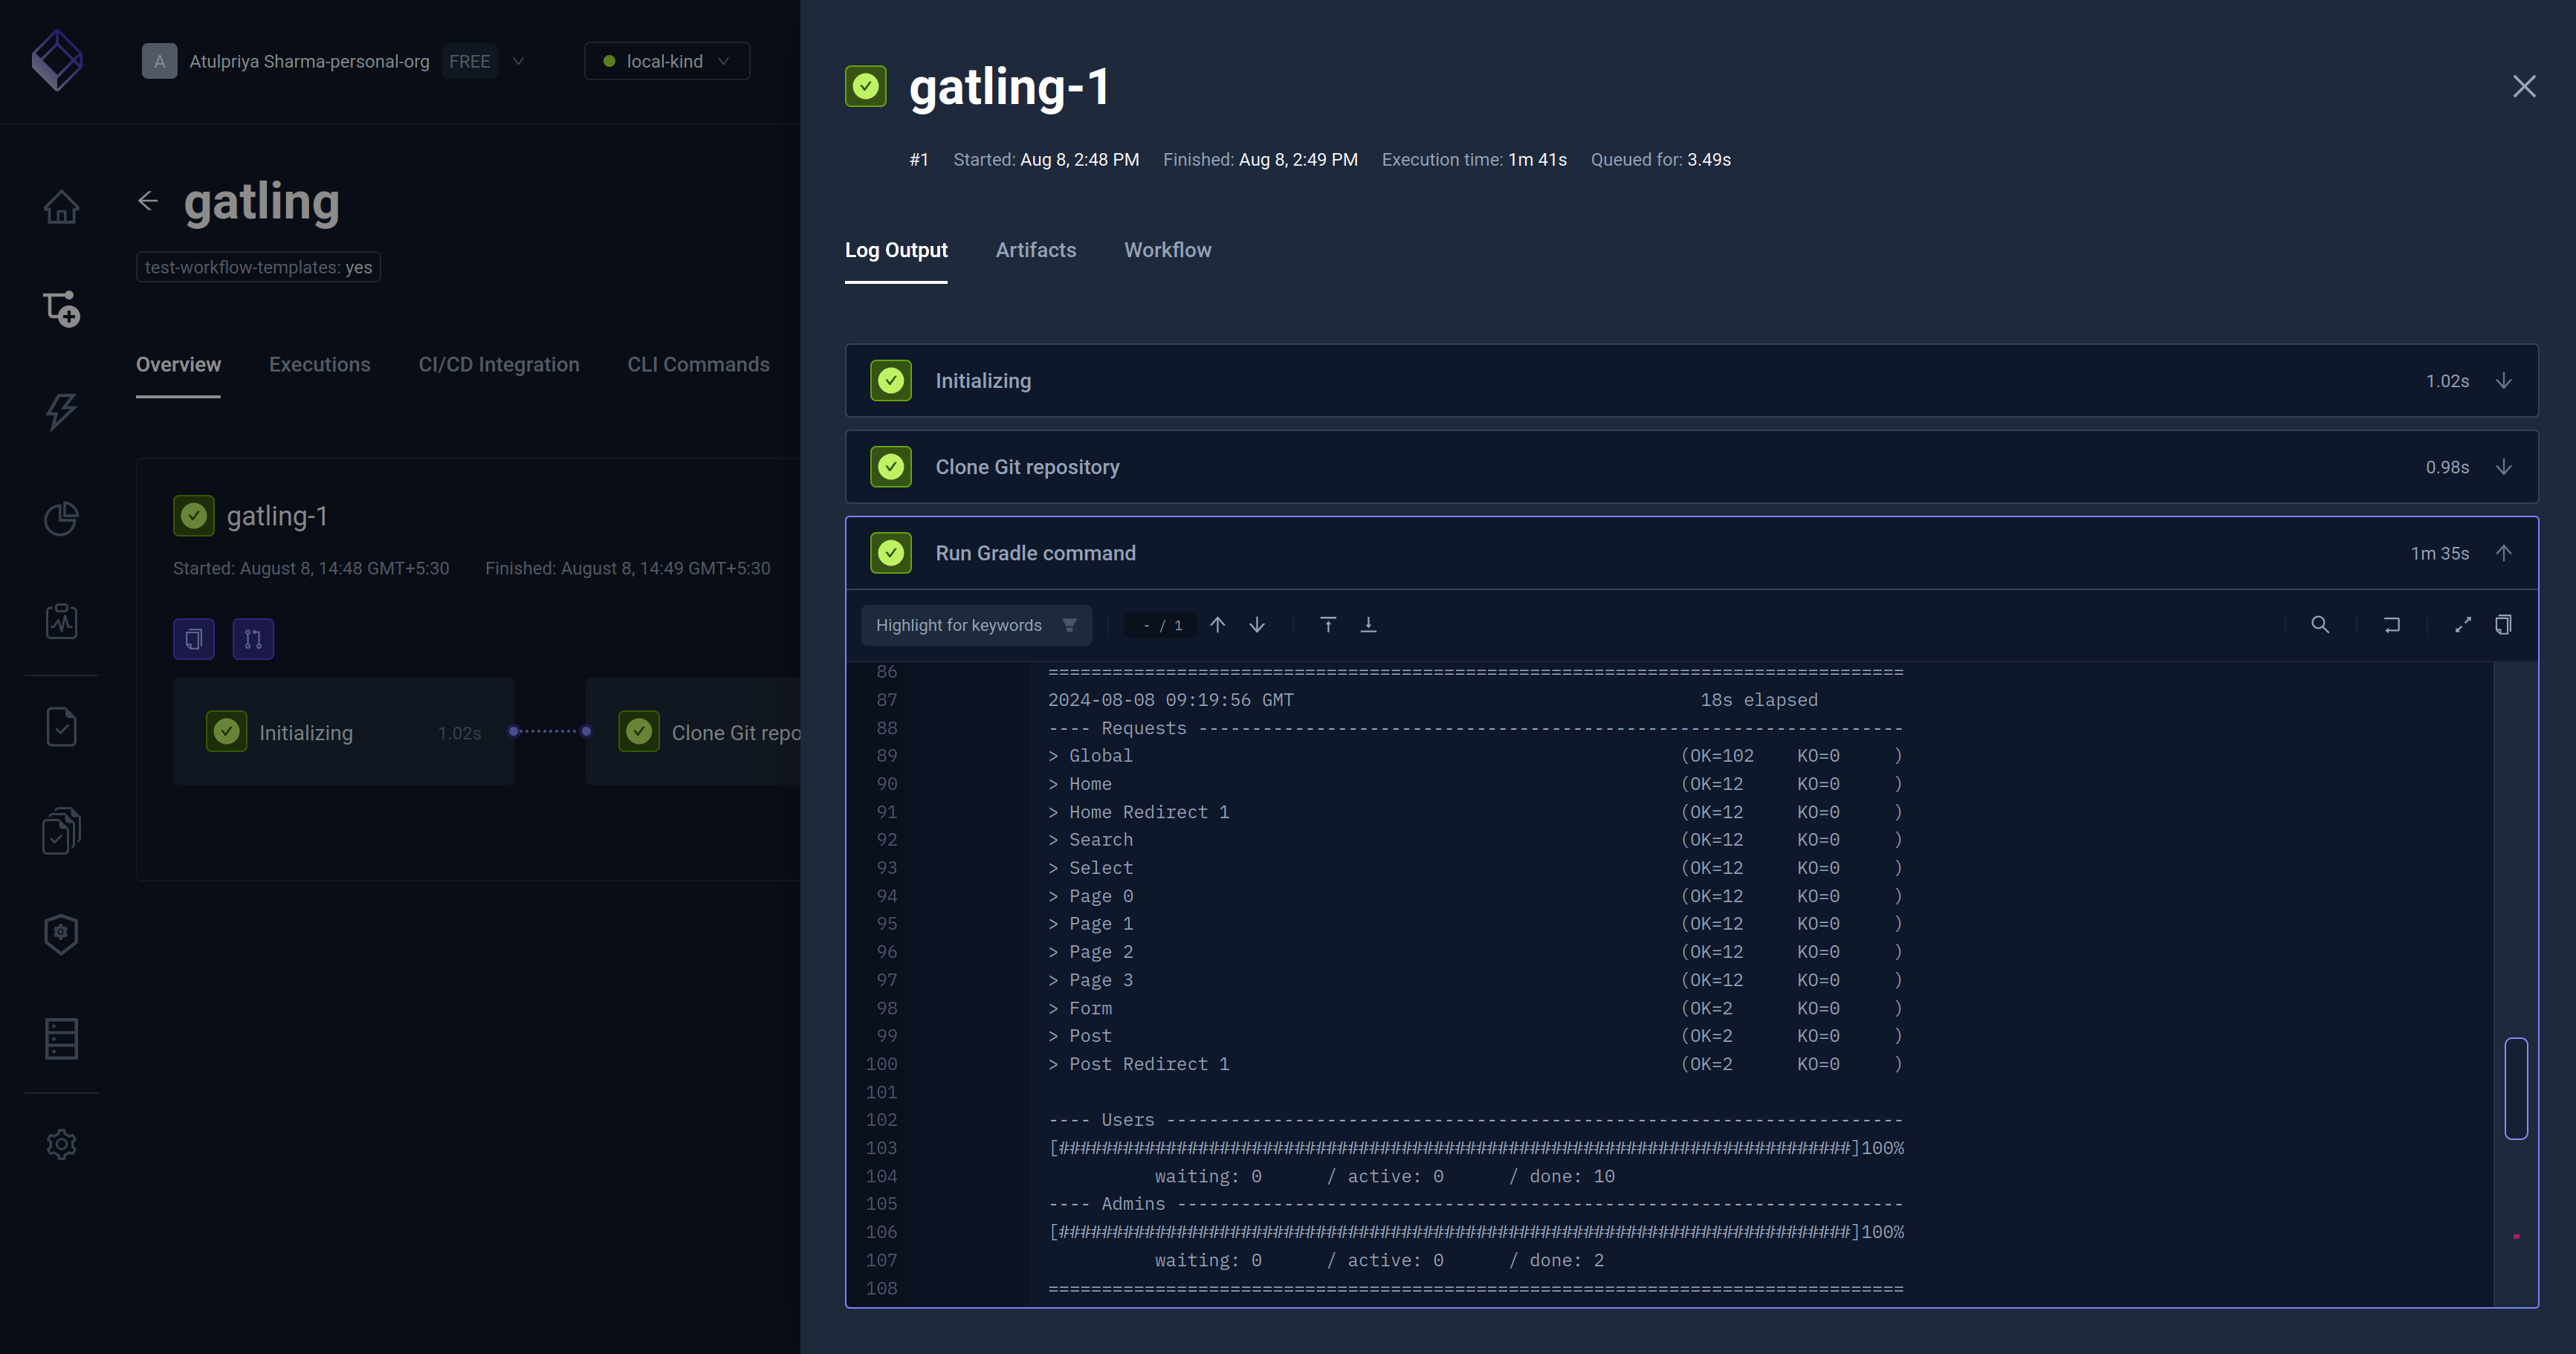 A Atulpriya Sharma-personal-org FREE
local-kind
gatling
test-workflow-templates: yes
Overview Executions CI/CD Integration CLI Commands
gatling-1
Started: August 8, 14:48 GMT+5:30 Finished: August 8, 14:49 GMT+5:30
Initializing 1.02s
Clone Git repo
gatling-1
#1 Started: Aug 8, 2:48 PM Finished: Aug 8, 2:49 PM Execution time: 1m 41s Queued for: 3.49s
Log Output Artifacts Workflow
Initializing 1.02s
Clone Git repository 0.98s
Run Gradle command 1m 35s
Highlight for keywords - / 1
86 ================================================================================
87 2024-08-08 09:19:56 GMT 18s elapsed
88 ---- Requests ------------------------------------------------------------------
89 > Global (OK=102 KO=0 )
90 > Home (OK=12 KO=0 )
91 > Home Redirect 1 (OK=12 KO=0 )
92 > Search (OK=12 KO=0 )
93 > Select (OK=12 KO=0 )
94 > Page 0 (OK=12 KO=0 )
95 > Page 1 (OK=12 KO=0 )
96 > Page 2 (OK=12 KO=0 )
97 > Page 3 (OK=12 KO=0 )
98 > Form (OK=2 KO=0 )
99 > Post (OK=2 KO=0 )
100 > Post Redirect 1 (OK=2 KO=0 )
101
102 ---- Users ---------------------------------------------------------------------
103 [##########################################################################]100%
104 waiting: 0 / active: 0 / done: 10
105 ---- Admins --------------------------------------------------------------------
106 [##########################################################################]100%
107 waiting: 0 / active: 0 / done: 2
108 ================================================================================